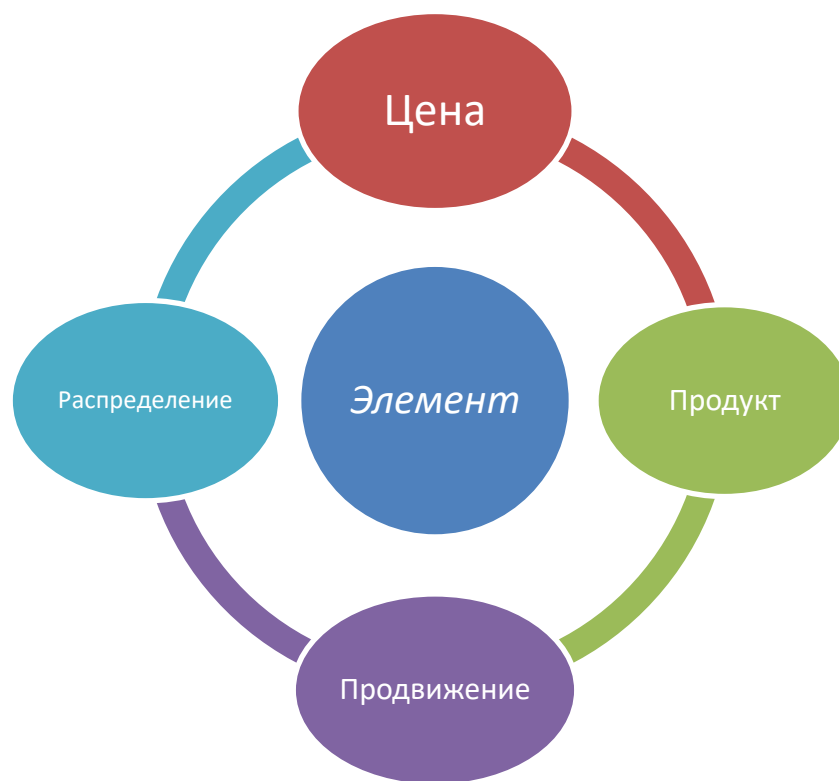 Цена
Распределение
Элемент
Продукт
Продвижение